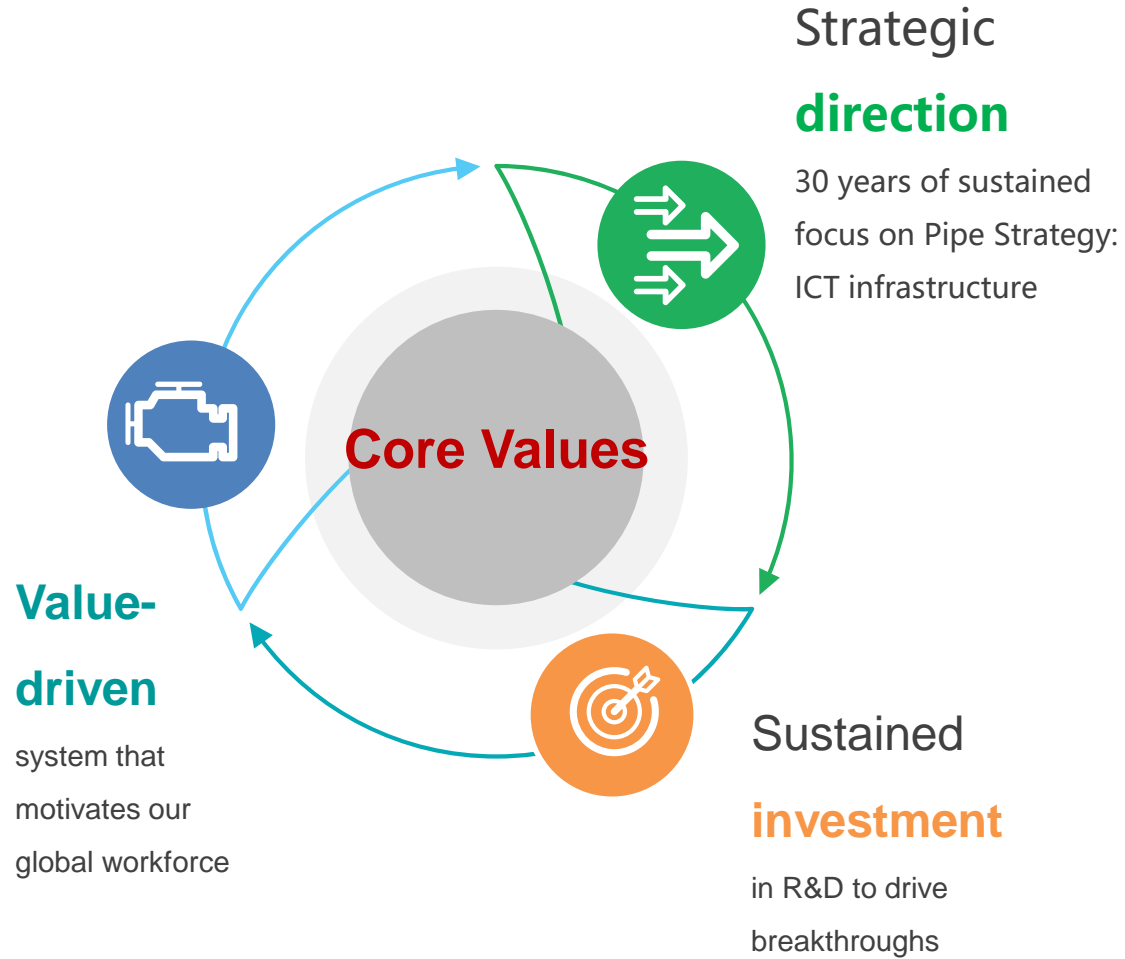 Strategic
direction
30 years of sustained
focus on Pipe Strategy:
ICT infrastructure
Core Values
Value-
driven
system that
motivates our
global workforce
Sustained
investment
in R&D to drive
breakthroughs